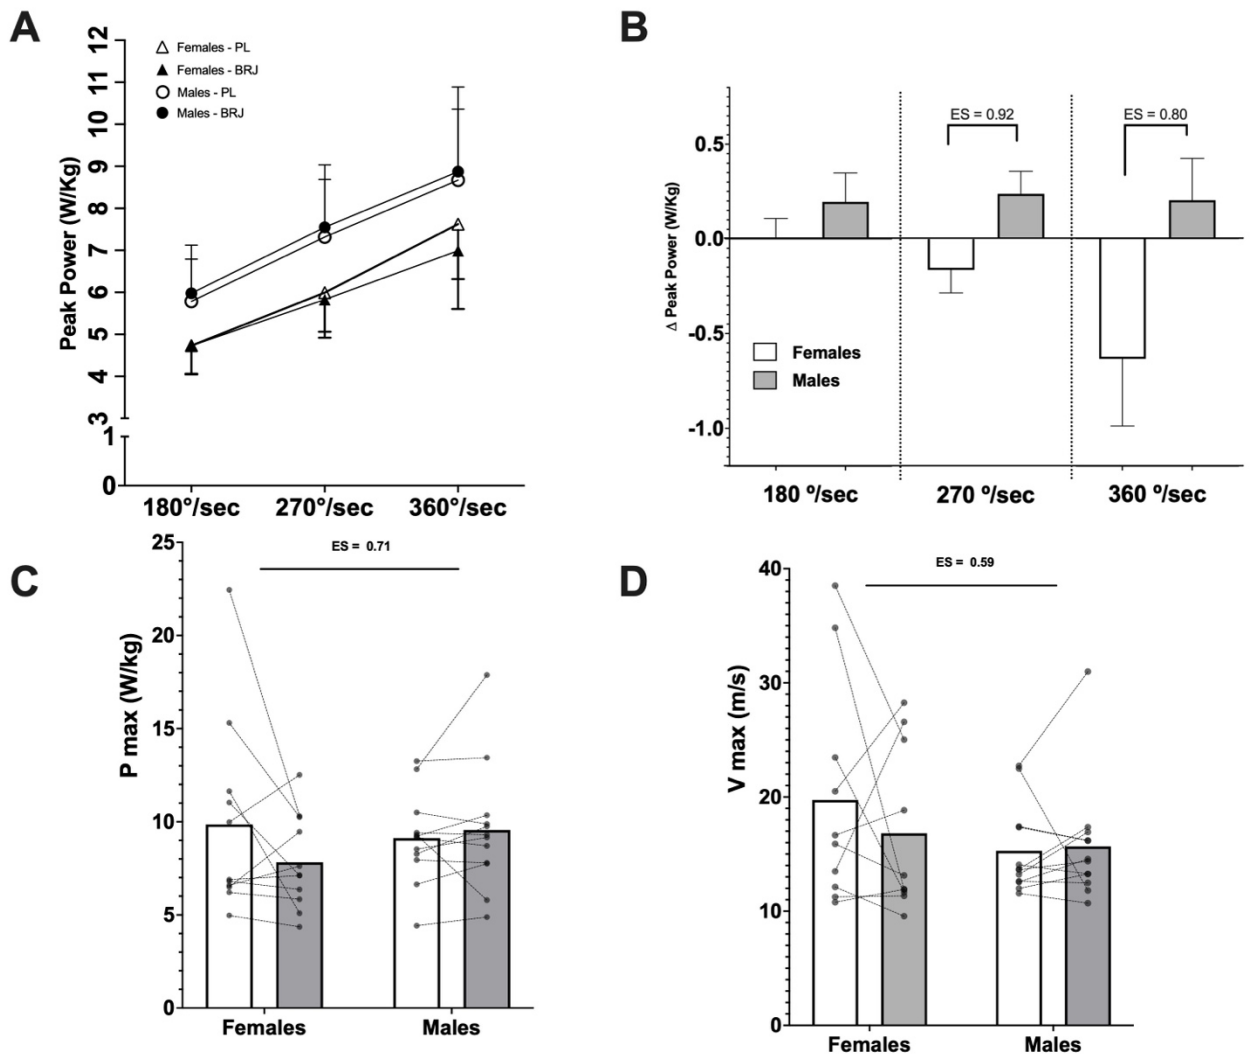 A
Peak Power (W/Kg)
12
11
10
9
8
7
6
5
4
3
1
0
Females - PL
Females - BRJ
Males - PL
Males - BRJ
180°/sec 270°/sec 360°/sec
B
Δ Peak Power (W/Kg)
0.5
0.0
-0.5
-1.0
ES = 0.92
ES = 0.80
Females
Males
180 º/sec 270 º/sec 360 º/sec
C
P max (W/kg)
25
20
15
10
5
0
ES = 0.71
Females Males
D
V max (m/s)
40
30
20
10
0
ES = 0.59
Females Males